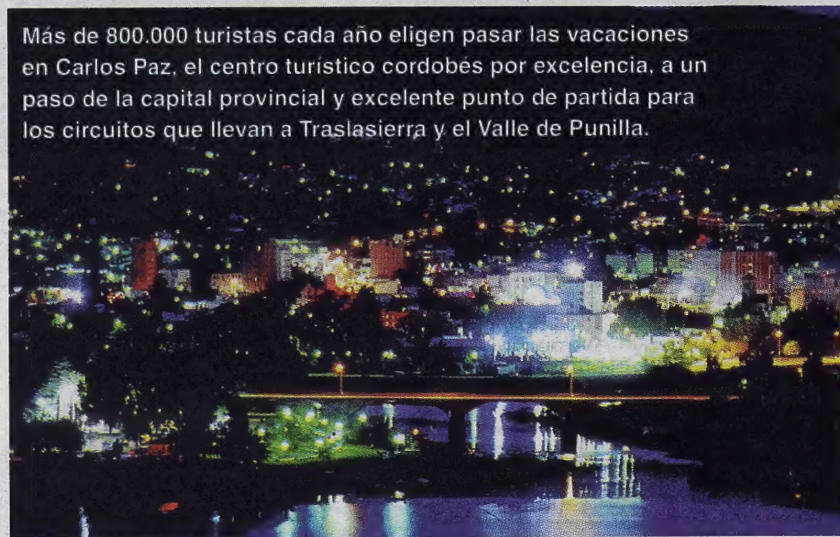 Más de 800.000 turistas cada año eligen pasar las vacaciones
en Carlos Paz, el centro turístico cordobés por excelencia, a un
paso de la capital provincial y excelente punto de partida para
los circuitos que llevan a Traslasierra y el Valle de Punilla.